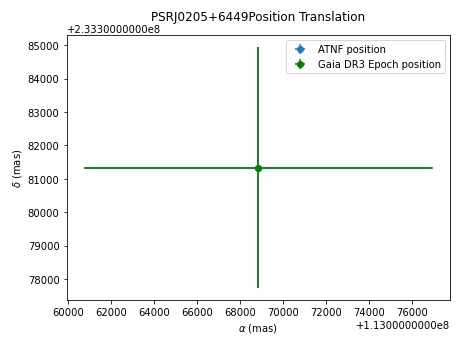 PSRJ0205+6449Position Translation
+2.3330000000e8
85000
84000
83000
82000
81000
80000
79000
78000
δ (mas)
ATNF position
Gaia DR3 Epoch position
60000 62000 64000 66000 68000 70000 72000 74000 76000
α (mas)
+1.1300000000e8